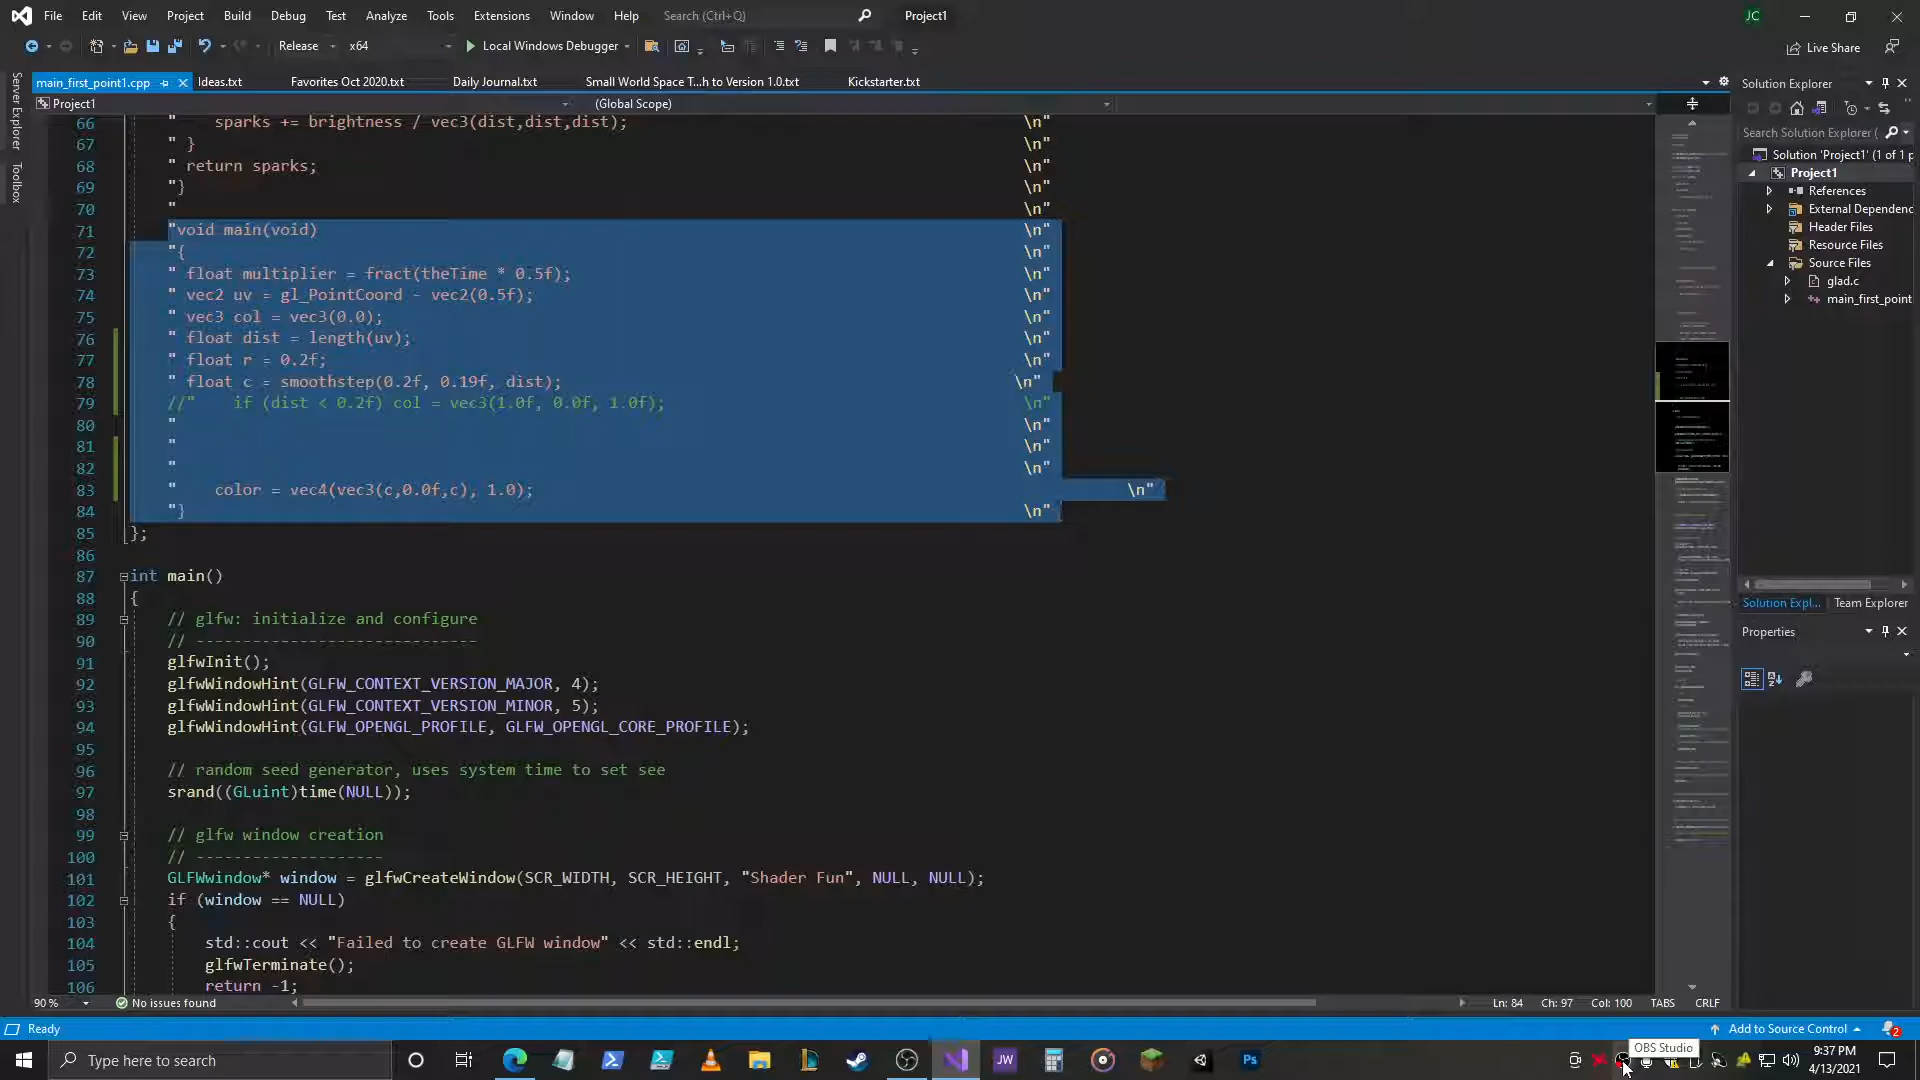 File Edit View Project Build Debug Test Analyze Tools Extensions Window Help Search (Ctrl+Q) Project1 JC
Release x64 Local Windows Debugger Live Share
main_first_point1.cpp Ideas.txt Favorites Oct 2020.txt Daily Journal.txt Small World Space T...h to Version 1.0.txt Kickstarter.txt Solution Explorer
Project1 (Global Scope)
Server Explorer
Toolbox
66 " sparks += brightness / vec3(dist,dist,dist); \n"
67 " } \n"
68 " return sparks; \n"
69 "} \n"
70 " \n"
71 "void main(void) \n"
72 "{ \n"
73 " float multiplier = fract(theTime * 0.5f); \n"
74 " vec2 uv = gl_PointCoord - vec2(0.5f); \n"
75 " vec3 col = vec3(0.0); \n"
76 " float dist = length(uv); \n"
77 " float r = 0.2f; \n"
78 " float c = smoothstep(0.2f, 0.19f, dist); \n"
79 //" if (dist < 0.2f) col = vec3(1.0f, 0.0f, 1.0f); \n"
80 " \n"
81 " \n"
82 " \n"
83 " color = vec4(vec3(c,0.0f,c), 1.0); \n"
84 "} \n"
85 };
86
87 int main()
88 {
89 // glfw: initialize and configure
90 // ------------------------------
91 glfwInit();
92 glfwWindowHint(GLFW_CONTEXT_VERSION_MAJOR, 4);
93 glfwWindowHint(GLFW_CONTEXT_VERSION_MINOR, 5);
94 glfwWindowHint(GLFW_OPENGL_PROFILE, GLFW_OPENGL_CORE_PROFILE);
95
96 // random seed generator, uses system time to set see
97 srand((GLuint)time(NULL));
98
99 // glfw window creation
100 // --------------------
101 GLFWwindow* window = glfwCreateWindow(SCR_WIDTH, SCR_HEIGHT, "Shader Fun", NULL, NULL);
102 if (window == NULL)
103 {
104 std::cout << "Failed to create GLFW window" << std::endl;
105 glfwTerminate();
106 return -1;
Search Solution Explorer (
Solution 'Project1' (1 of 1 p
Project1
References
External Dependenc
Header Files
Resource Files
Source Files
glad.c
main_first_point
Solution Expl... Team Explorer
Properties
90 % No issues found Ln: 84 Ch: 97 Col: 100 TABS CRLF
Ready Add to Source Control 2
OBS Studio
Type here to search JW Ps 9:37 PM
4/13/2021